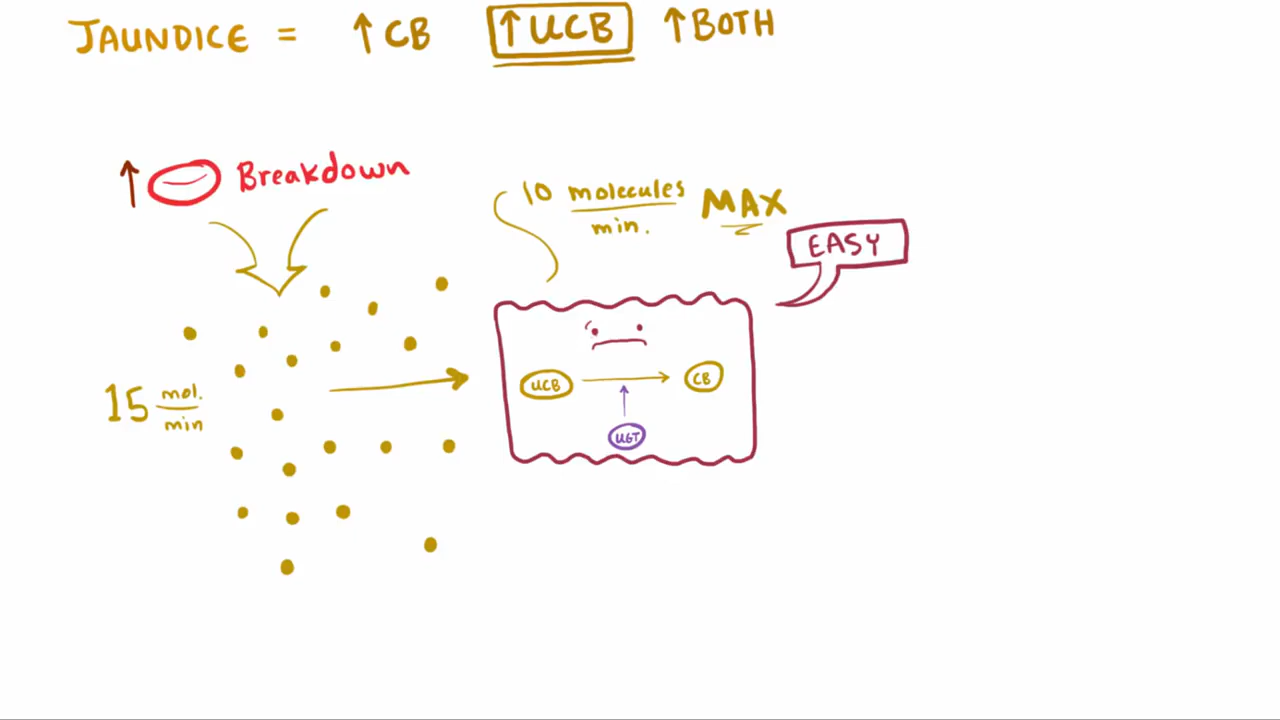 JAUNDICE = ↑ CB ↑ UCB ↑ BOTH
↑ Breakdown
10 molecules
min.
MAX
EASY
15 mol.
min
UCB → CB
UGT